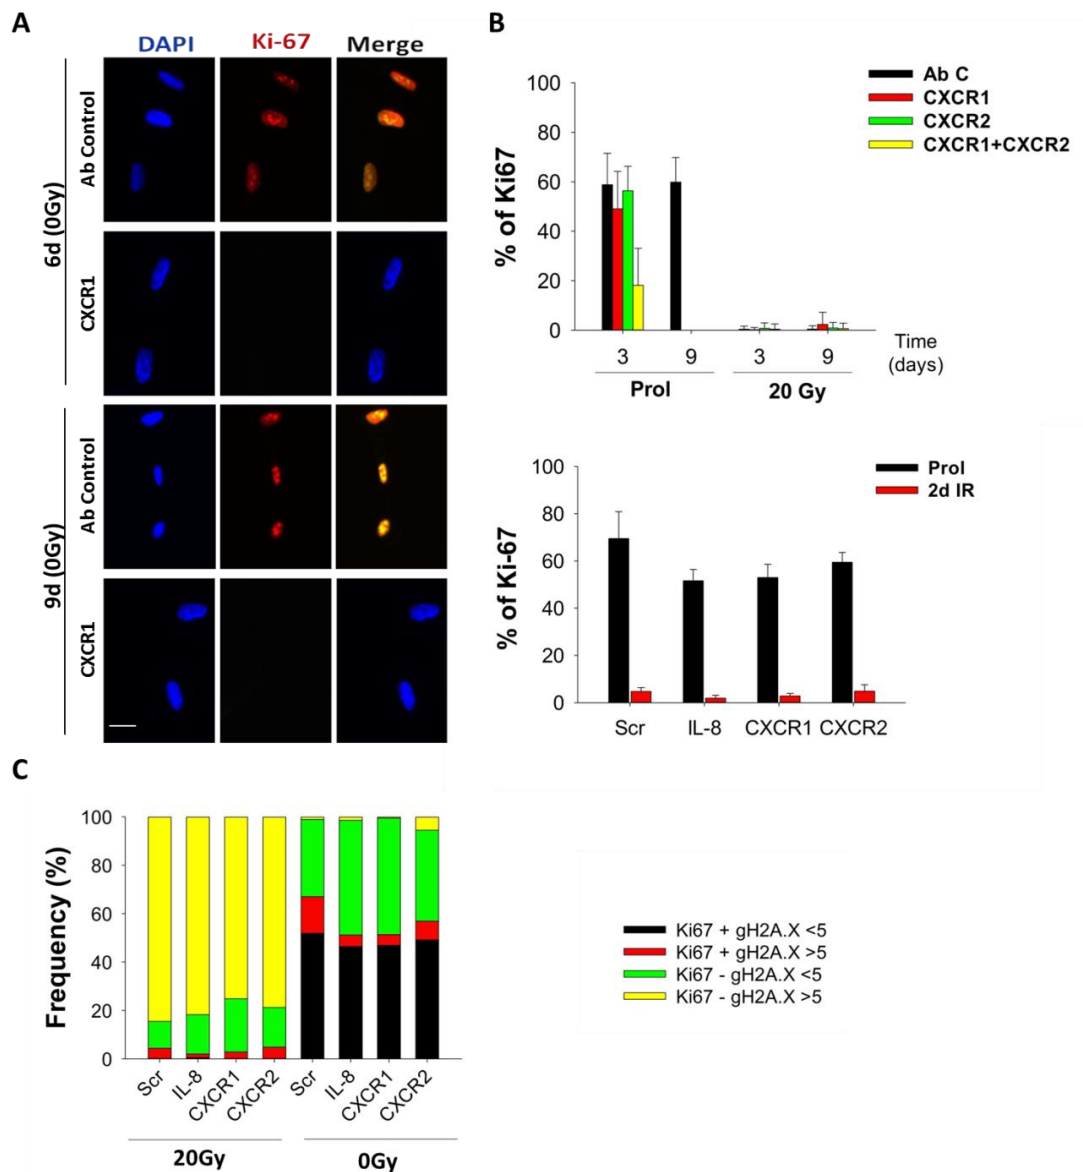 A
DAPI Ki-67 Merge
6d (0Gy)
Ab Control
CXCR1
9d (0Gy)
Ab Control
CXCR1
B
% of Ki67
100
80
60
40
20
0
Ab C
CXCR1
CXCR2
CXCR1+CXCR2
3 9 3 9
Time
(days)
Prol 20 Gy
% of Ki-67
100
80
60
40
20
0
Prol
2d IR
Scr IL-8 CXCR1 CXCR2
C
Frequency (%)
100
80
60
40
20
0
Scr IL-8 CXCR1 CXCR2 Scr IL-8 CXCR1 CXCR2
20Gy 0Gy
Ki67 + gH2A.X <5
Ki67 + gH2A.X >5
Ki67 - gH2A.X <5
Ki67 - gH2A.X >5